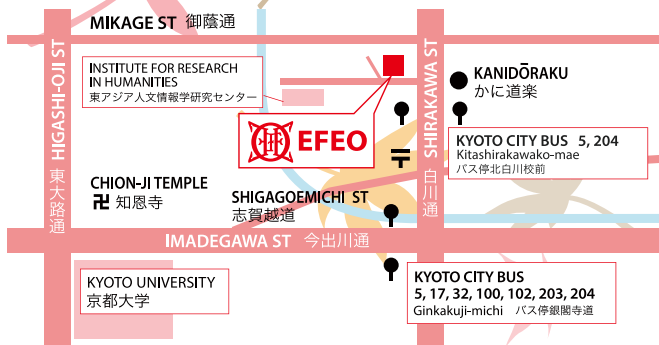 MIKAGE ST 御蔭通
HIGASHI-OJI ST 東大路通
INSTITUTE FOR RESEARCH
IN HUMANITIES
東アジア人文情報学研究センター
EFEO
SHIRAKAWA ST 白川通
KANIDŌRAKU
かに道楽
KYOTO CITY BUS 5, 204
Kitashirakawako-mae
バス停北白川校前
CHION-JI TEMPLE
卍 知恩寺
SHIGAGOEMICHI ST
志賀越道
IMADEGAWA ST 今出川通
KYOTO UNIVERSITY
京都大学
KYOTO CITY BUS
5, 17, 32, 100, 102, 203, 204
Ginkakuji-michi バス停銀閣寺道